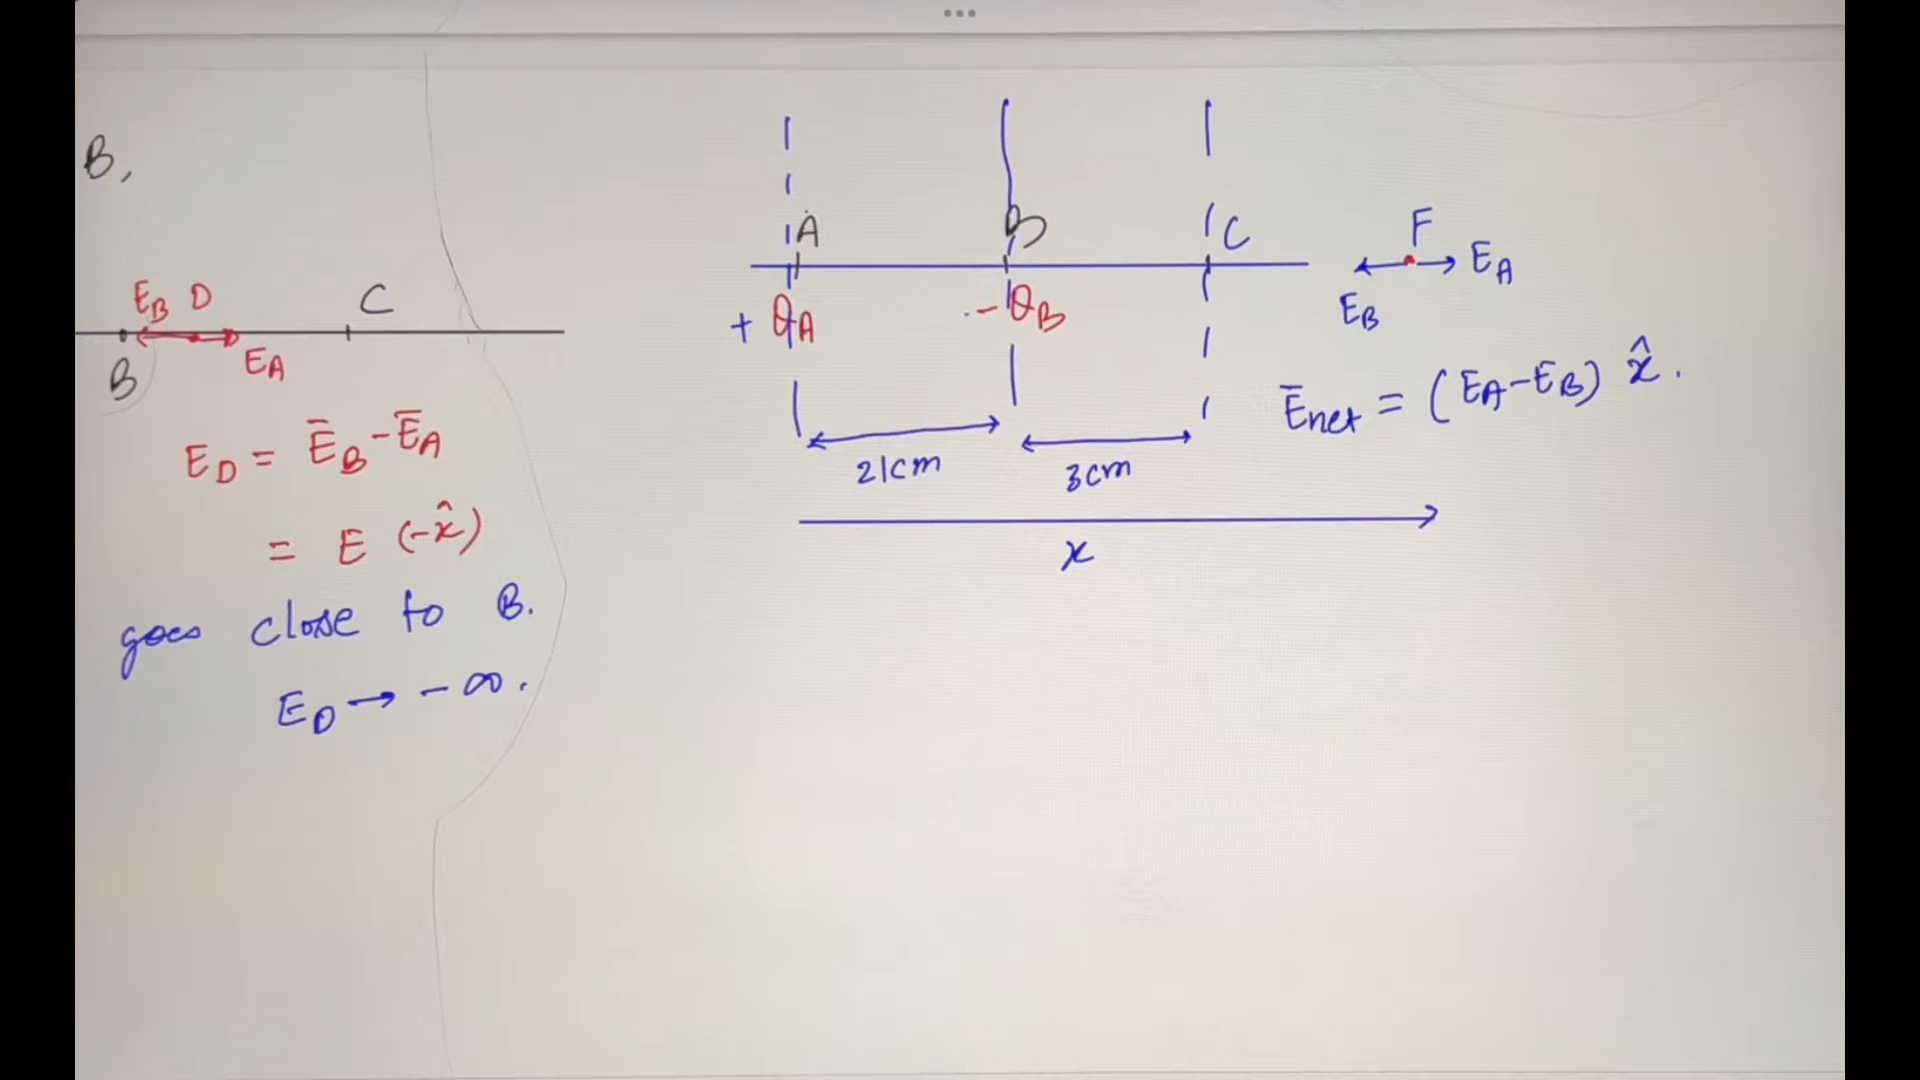 B,
E_B D
C
E_A
B
E_D = Ē_B - Ē_A
= E (-x̂)
goes close to B.
E_D → - ∞.
A
B
C
F
E_A
E_B
+ Q_A
- Q_B
21cm
3cm
Ē_net = (E_A - E_B) x̂.
x